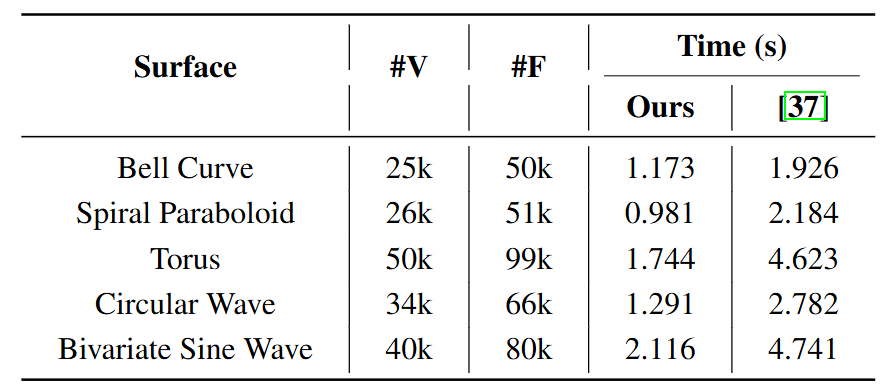 Surface #V #F Time (s)
Ours [37]
Bell Curve 25k 50k 1.173 1.926
Spiral Paraboloid 26k 51k 0.981 2.184
Torus 50k 99k 1.744 4.623
Circular Wave 34k 66k 1.291 2.782
Bivariate Sine Wave 40k 80k 2.116 4.741